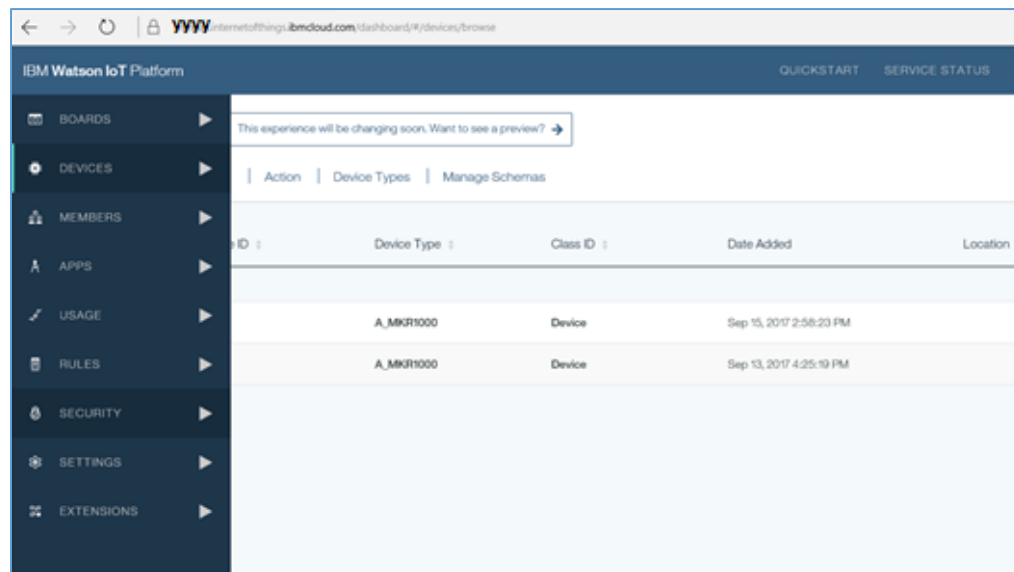 YYYY.internetofthings.ibmcloud.com/dashboard/#/devices/browse
IBM Watson IoT Platform
QUICKSTART SERVICE STATUS
BOARDS
DEVICES
MEMBERS
APPS
USAGE
RULES
SECURITY
SETTINGS
EXTENSIONS
This experience will be changing soon. Want to see a preview? →
| Action | Device Types | Manage Schemas
ID Device Type Class ID Date Added Location
A_MKR1000 Device Sep 15, 2017 2:58:23 PM
A_MKR1000 Device Sep 13, 2017 4:25:19 PM